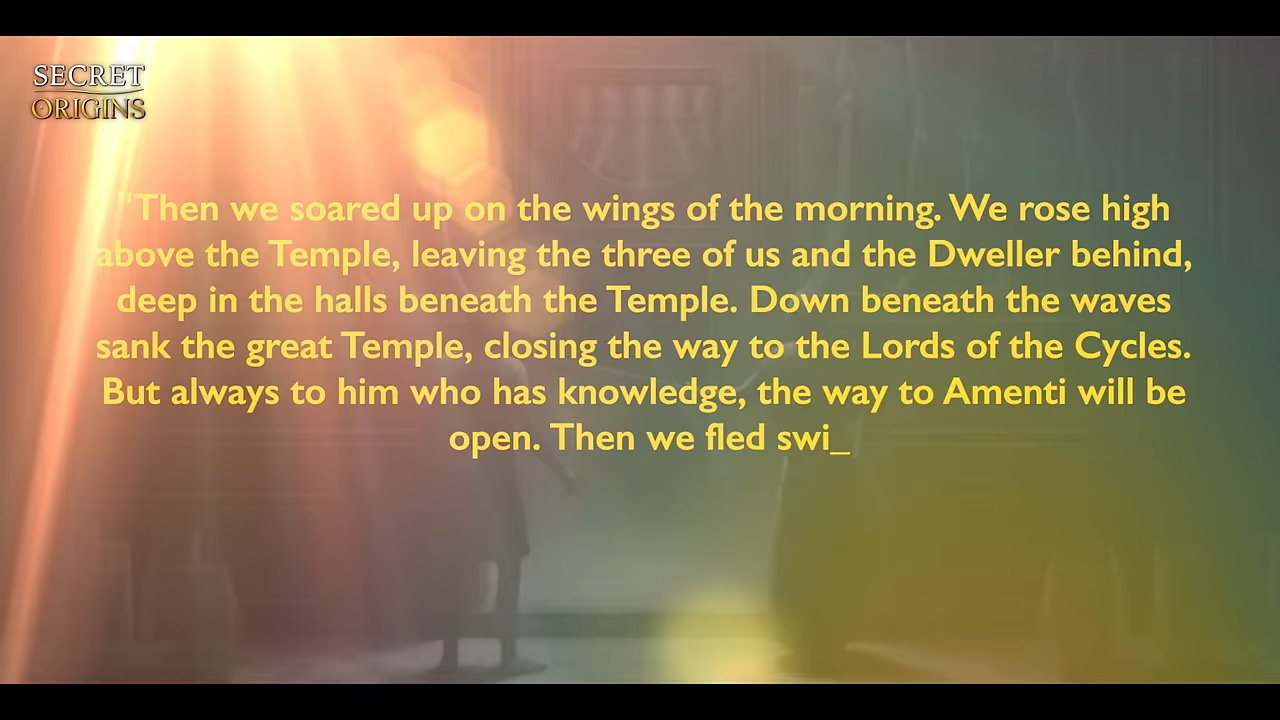 SECRET
ORIGINS
"Then we soared up on the wings of the morning. We rose high
above the Temple, leaving the three of us and the Dweller behind,
deep in the halls beneath the Temple. Down beneath the waves
sank the great Temple, closing the way to the Lords of the Cycles.
But always to him who has knowledge, the way to Amenti will be
open. Then we fled swi_